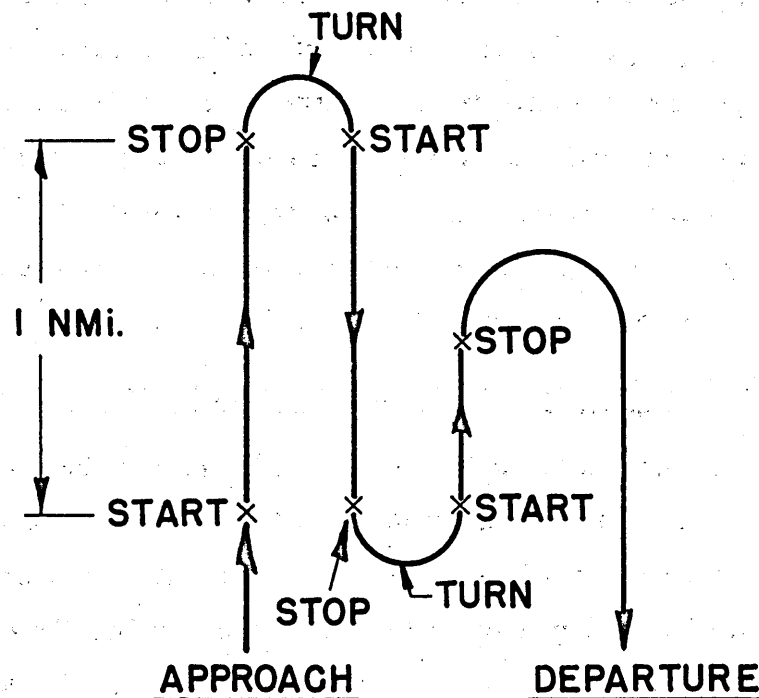 TURN
STOP
START
1 NMi.
STOP
START
START
STOP
TURN
APPROACH
DEPARTURE